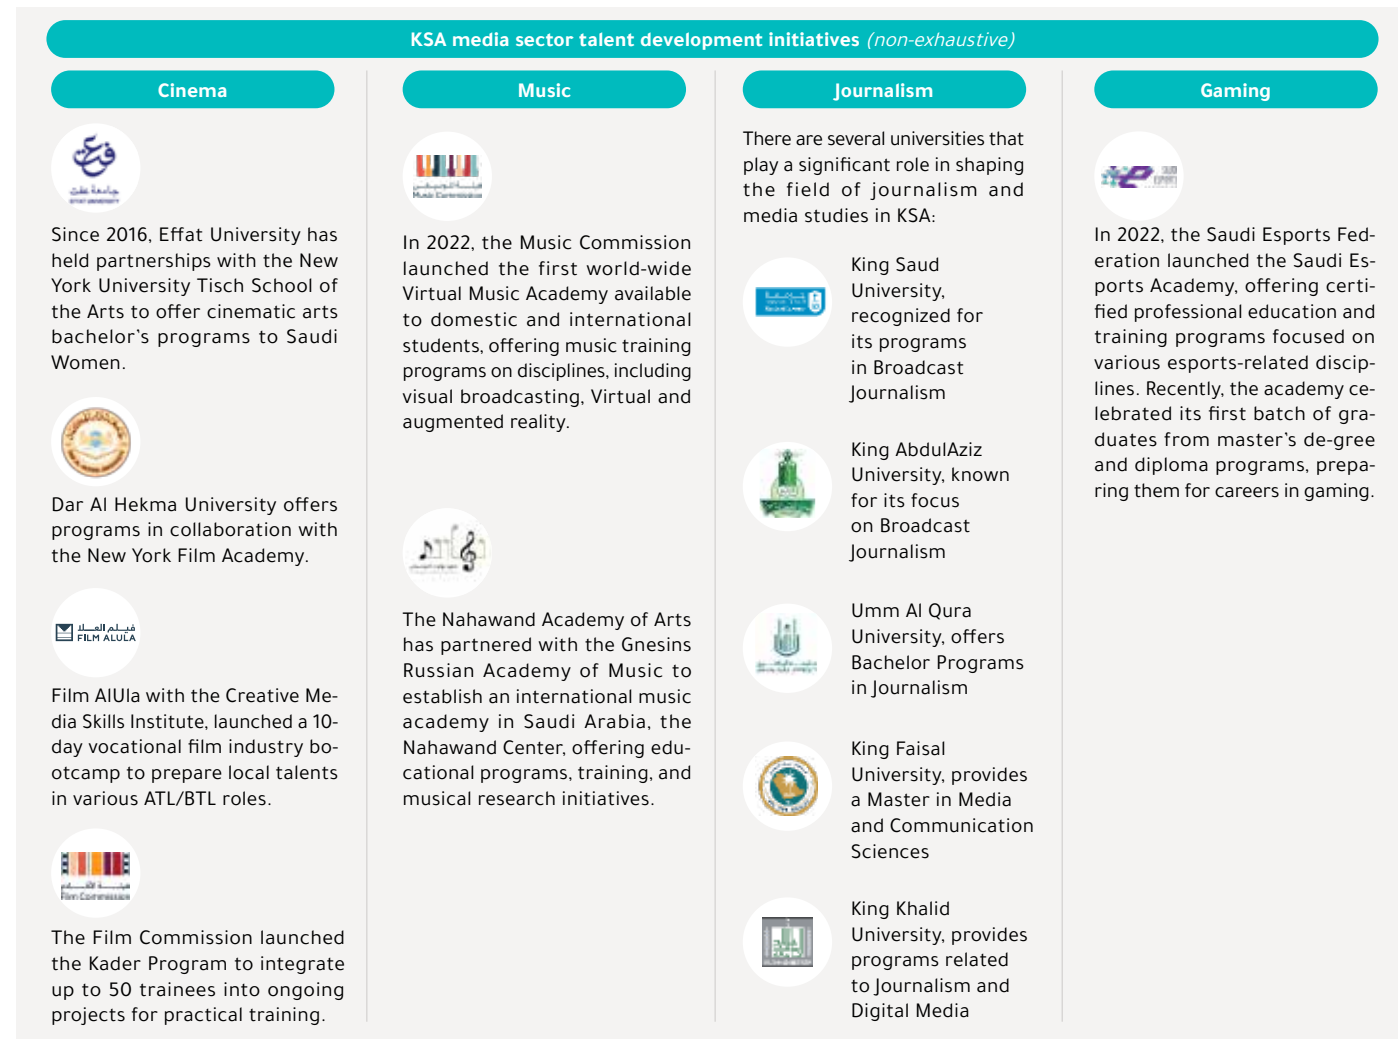 KSA media sector talent development initiatives (non-exhaustive)
Cinema
جامعة عفت
EFFAT UNIVERSITY
Since 2016, Effat University has
held partnerships with the New
York University Tisch School of
the Arts to offer cinematic arts
bachelor's programs to Saudi
Women.
Dar Al Hekma University offers
programs in collaboration with
the New York Film Academy.
فيلم العلا
FILM ALULA
Film AlUla with the Creative Me-
dia Skills Institute, launched a 10-
day vocational film industry bo-
otcamp to prepare local talents
in various ATL/BTL roles.
هيئة الأفلام
Film Commission
The Film Commission launched
the Kader Program to integrate
up to 50 trainees into ongoing
projects for practical training.
Music
هيئة الموسيقى
Music Commission
In 2022, the Music Commission
launched the first world-wide
Virtual Music Academy available
to domestic and international
students, offering music training
programs on disciplines, including
visual broadcasting, Virtual and
augmented reality.
The Nahawand Academy of Arts
has partnered with the Gnesins
Russian Academy of Music to
establish an international music
academy in Saudi Arabia, the
Nahawand Center, offering edu-
cational programs, training, and
musical research initiatives.
Journalism
There are several universities that
play a significant role in shaping
the field of journalism and
media studies in KSA:
King Saud
University,
recognized for
its programs
in Broadcast
Journalism
King AbdulAziz
University, known
for its focus
on Broadcast
Journalism
Umm Al Qura
University, offers
Bachelor Programs
in Journalism
King Faisal
University, provides
a Master in Media
and Communication
Sciences
King Khalid
University, provides
programs related
to Journalism and
Digital Media
Gaming
SAUDI
ESPORTS
In 2022, the Saudi Esports Fed-
eration launched the Saudi Es-
ports Academy, offering certi-
fied professional education and
training programs focused on
various esports-related discip-
lines. Recently, the academy ce-
lebrated its first batch of gra-
duates from master's de-gree
and diploma programs, prepa-
ring them for careers in gaming.